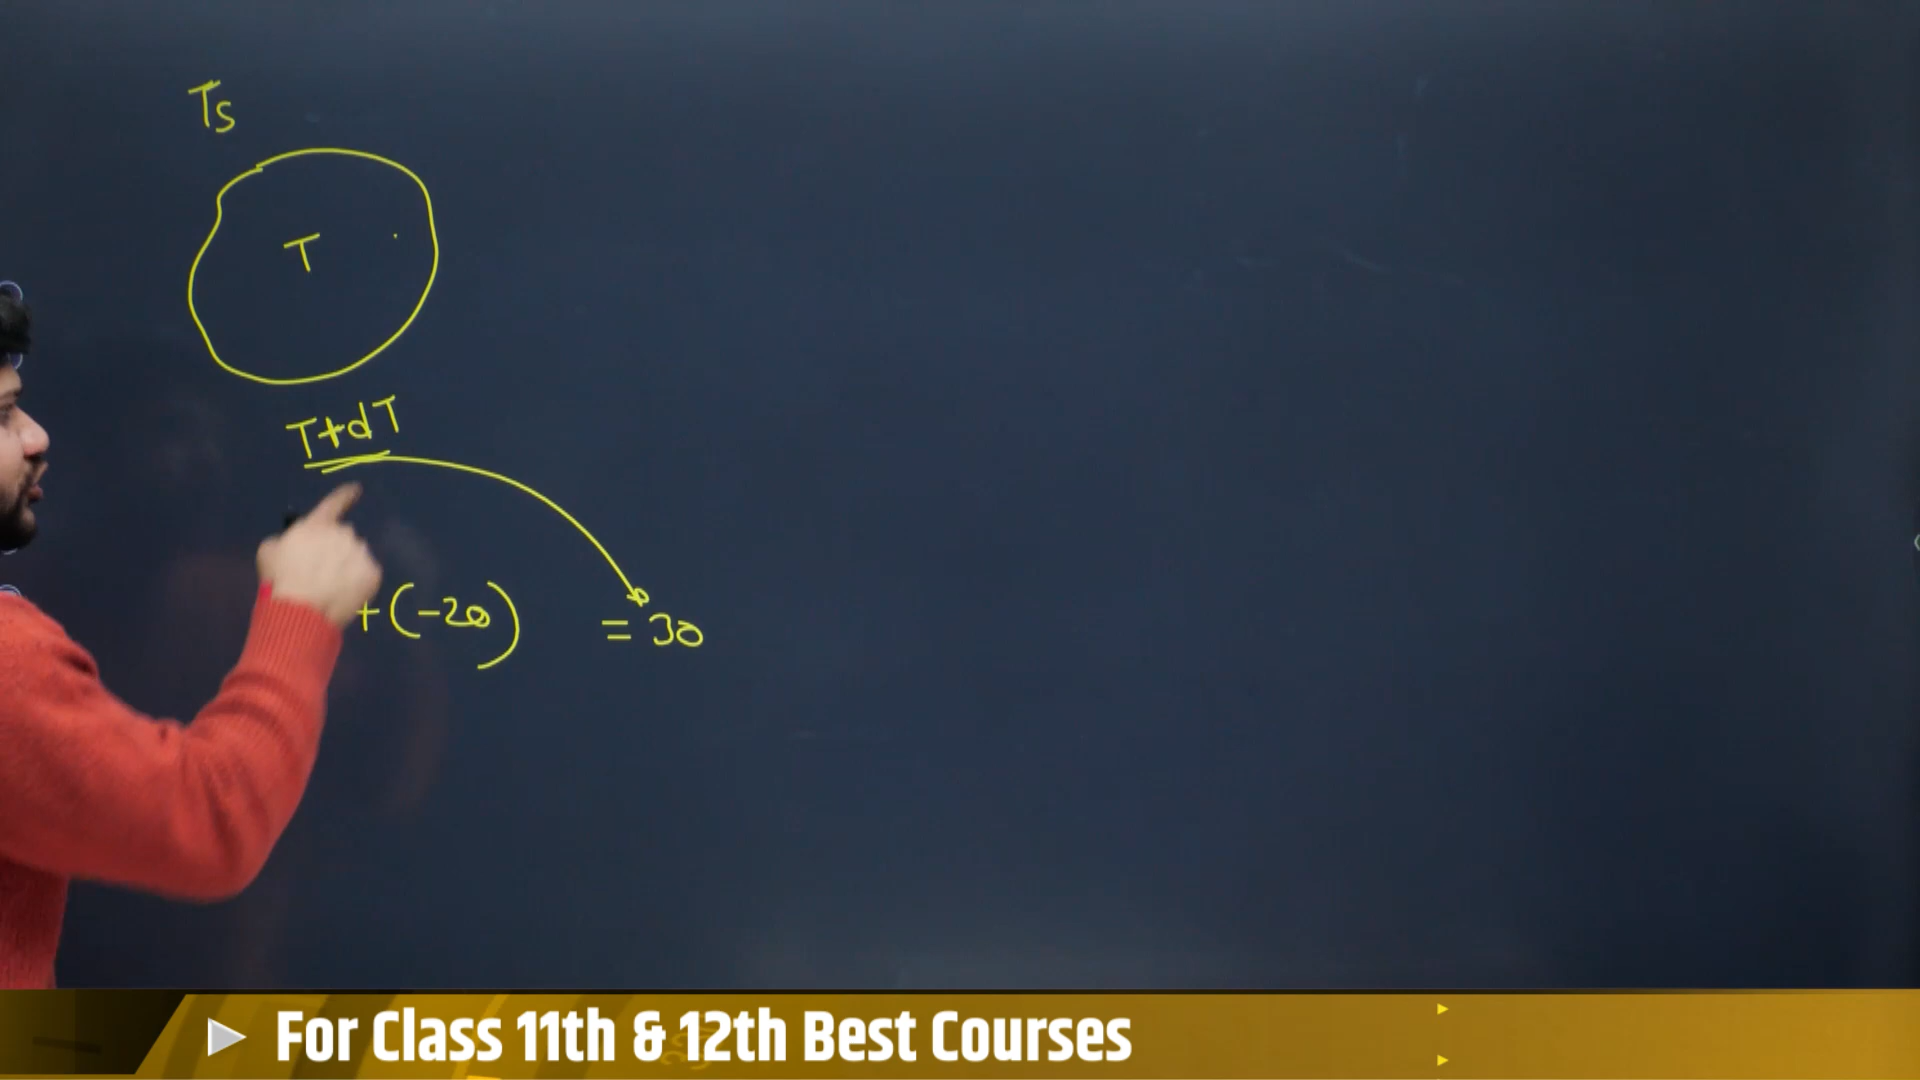 Ts
T
T+dT
+(-20) = 30
For Class 11th & 12th Best Courses